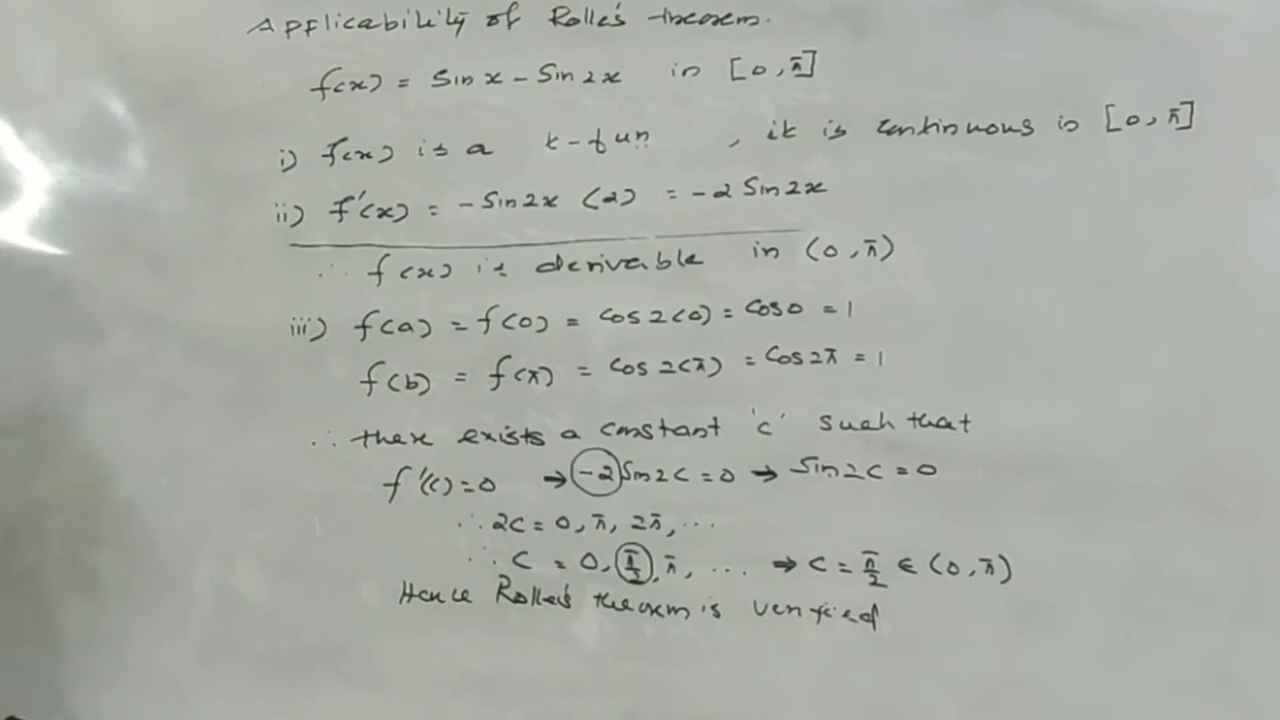 Applicability of Rolle's theorem.
f(x) = Sin x - Sin 2x in [0, π]
i) f(x) is a t-fun , it is continuous in [0, π]
ii) f'(x) = - Sin 2x (2) = -2 Sin 2x
∴ f(x) is derivable in (0, π)
iii) f(a) = f(0) = Cos 2(0) = Cos 0 = 1
f(b) = f(π) = Cos 2(π) = Cos 2π = 1
∴ there exists a constant 'c' such that
f'(c) = 0 → -2 Sin 2c = 0 → Sin 2c = 0
∴ 2c = 0, π, 2π, ...
∴ c = 0, π/2, π, ... ⇒ c = π/2 ∈ (0, π)
Hence Rolle's theorem is verified